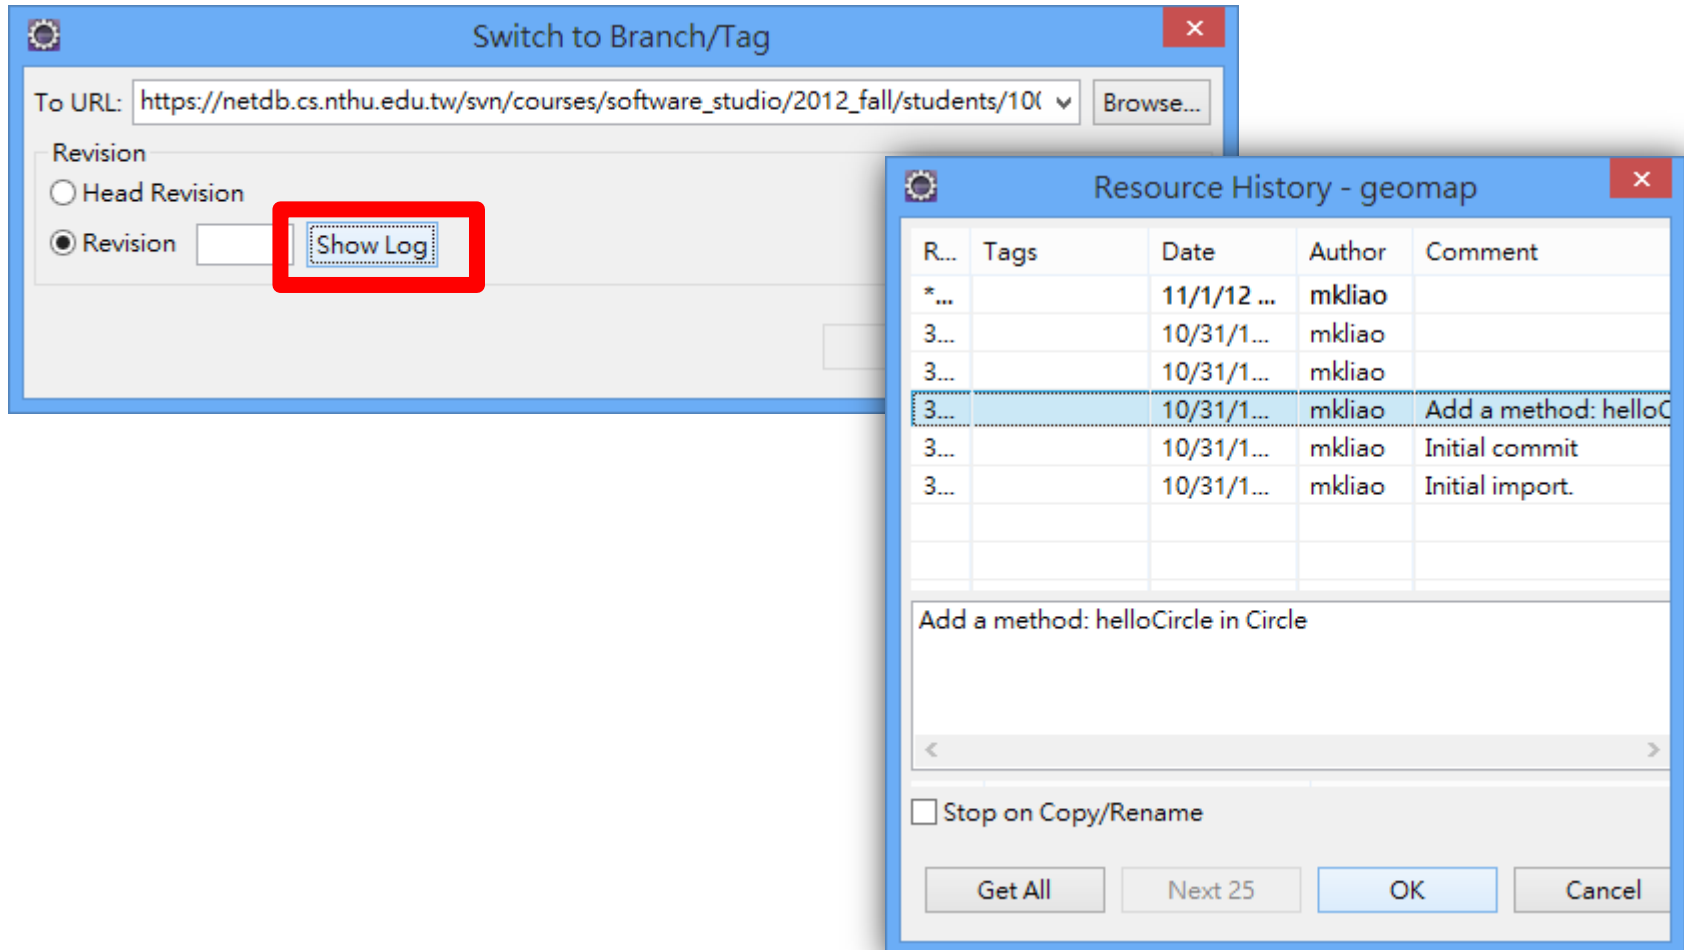 Switch to Branch/Tag
To URL: https://netdb.cs.nthu.edu.tw/svn/courses/software_studio/2012_fall/students/100 Browse...
Revision
Head Revision
Revision Show Log
Resource History - geomap
R... Tags Date Author Comment
*... 11/1/12 ... mkliao
3... 10/31/1... mkliao
3... 10/31/1... mkliao
3... 10/31/1... mkliao Add a method: helloC
3... 10/31/1... mkliao Initial commit
3... 10/31/1... mkliao Initial import.
Add a method: helloCircle in Circle
Stop on Copy/Rename
Get All Next 25 OK Cancel